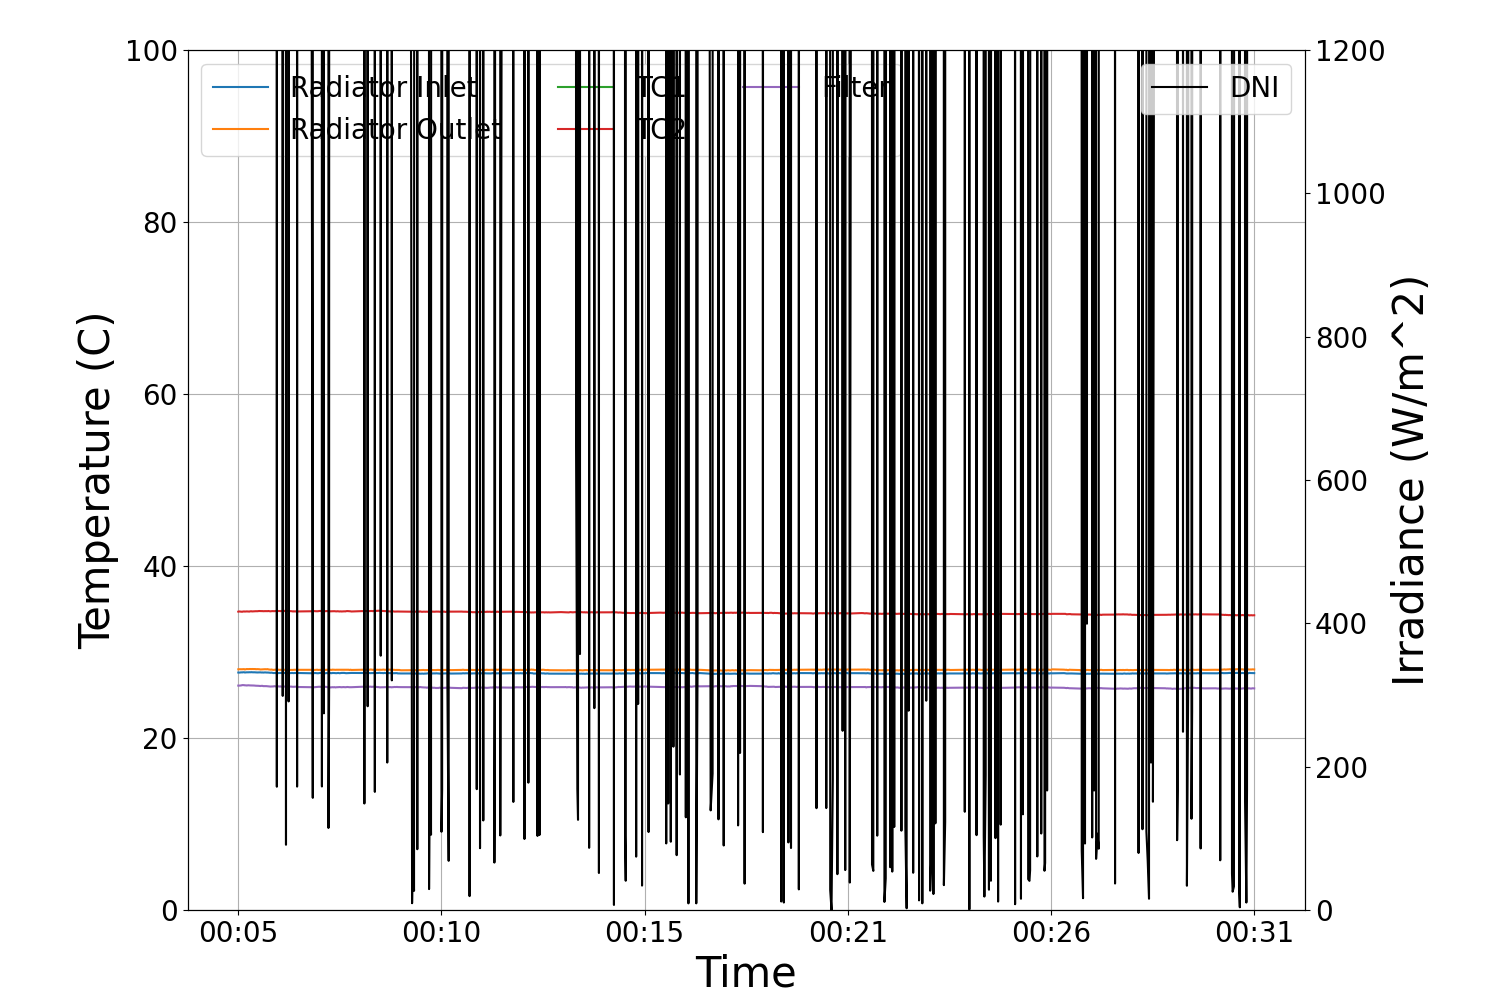 100
80
60
40
20
0
Temperature (C)
Radiator Inlet
Radiator Outlet
TC1
TC2
Filter
DNI
1200
1000
800
600
400
200
0
Irradiance (W/m^2)
00:05
00:10
00:15
00:21
00:26
00:31
Time